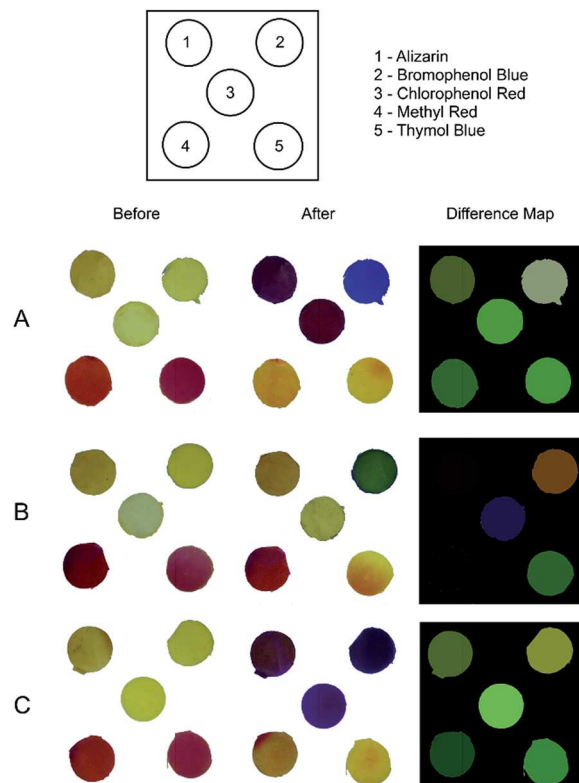 1
2
3
4
5
1 - Alizarin
2 - Bromophenol Blue
3 - Chlorophenol Red
4 - Methyl Red
5 - Thymol Blue
Before After Difference Map
A
B
C